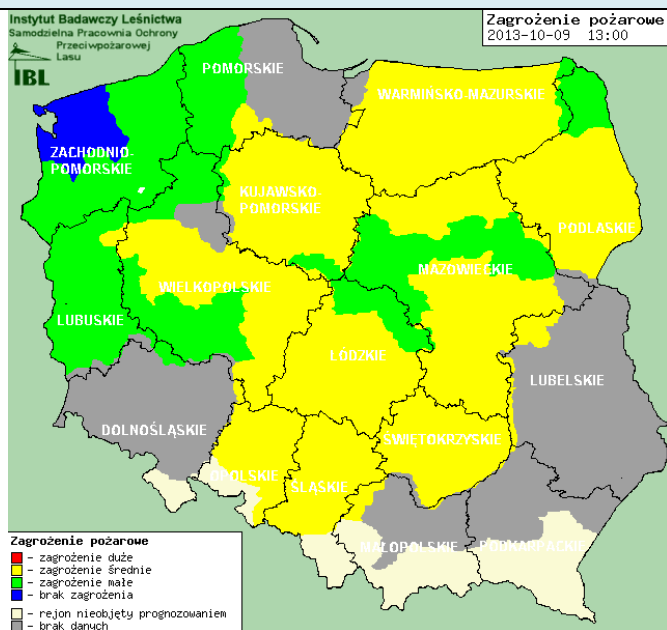 Instytut Badawczy Leśnictwa
Samodzielna Pracownia Ochrony
Przeciwpożarowej
Lasu
IBL
Zagrożenie pożarowe
2013-10-09 13:00
POMORSKIE
WARMIŃSKO-MAZURSKIE
ZACHODNIO-
POMORSKIE
KUJAWSKO-
POMORSKIE
PODLASKIE
MAZOWIECKIE
WIELKOPOLSKIE
LUBUSKIE
ŁÓDZKIE
LUBELSKIE
DOLNOŚLĄSKIE
ŚWIĘTOKRZYSKIE
OPOLSKIE
ŚLĄSKIE
MAŁOPOLSKIE
PODKARPACKIE
Zagrożenie pożarowe
- zagrożenie duże
- zagrożenie średnie
- zagrożenie małe
- brak zagrożenia
- rejon nieobjęty prognozowaniem
- brak danych